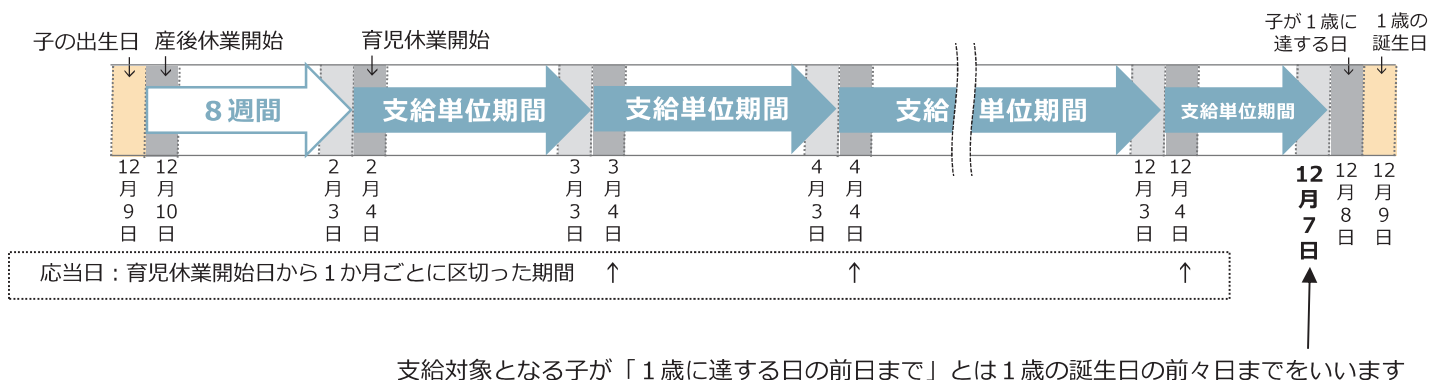 子の出生日
産後休業開始
育児休業開始
子が１歳に
達する日
１歳の
誕生日
８週間
支給単位期間
支給単位期間
支給単位期間
支給単位期間
12月9日
12月10日
2月3日
2月4日
3月3日
3月4日
4月3日
4月4日
12月3日
12月4日
12月7日
12月8日
12月9日
応当日：育児休業開始日から１か月ごとに区切った期間 ↑ ↑ ↑
支給対象となる子が「１歳に達する日の前日まで」とは１歳の誕生日の前々日までをいいます